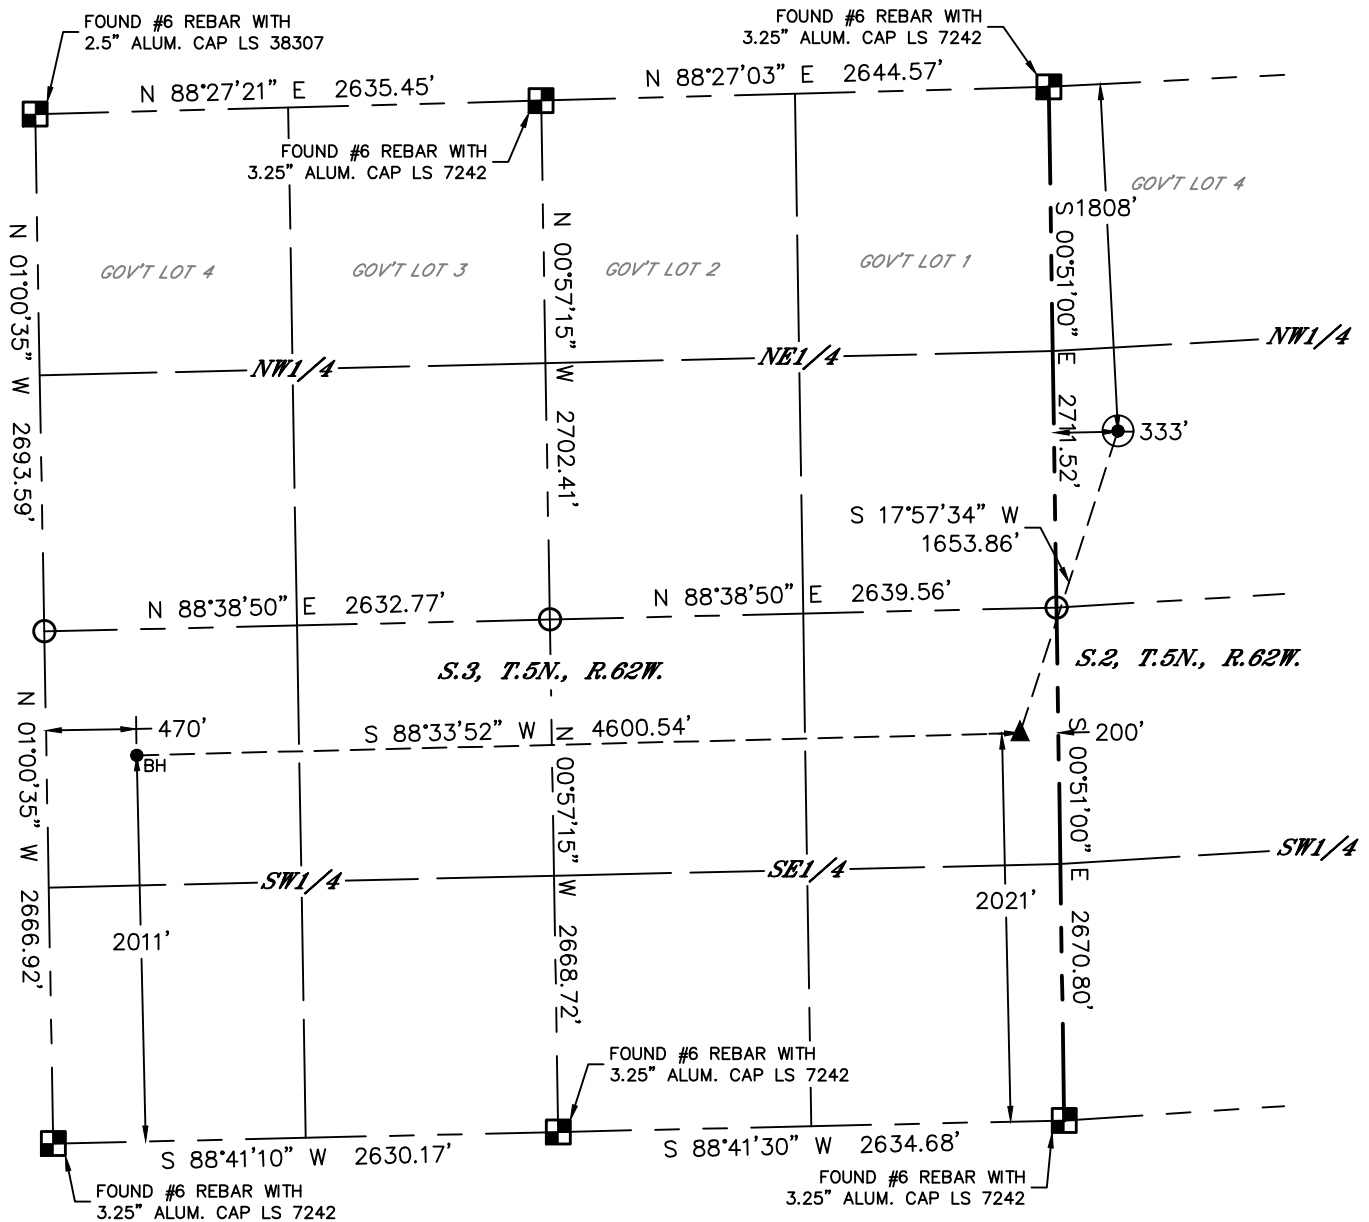 FOUND #6 REBAR WITH
2.5" ALUM. CAP LS 38307
FOUND #6 REBAR WITH
3.25" ALUM. CAP LS 7242
N 88°27'21" E 2635.45'
N 88°27'03" E 2644.57'
FOUND #6 REBAR WITH
3.25" ALUM. CAP LS 7242
GOV'T LOT 4
1808'
GOV'T LOT 4
GOV'T LOT 3
GOV'T LOT 2
GOV'T LOT 1
N 01°00'35" W 2693.59'
N 00°57'15" W 2702.41'
S 00°51'00" E 2711.52'
NW1/4
NE1/4
NW1/4
333'
S 17°57'34" W
1653.86'
N 88°38'50" E 2632.77'
N 88°38'50" E 2639.56'
S.3, T.5N., R.62W.
S.2, T.5N., R.62W.
470'
S 88°33'52" W 4600.54'
200'
BH
N 01°00'35" W 2666.92'
N 00°57'15" W 2668.72'
S 00°51'00" E 2670.80'
SW1/4
SE1/4
SW1/4
2011'
2021'
FOUND #6 REBAR WITH
3.25" ALUM. CAP LS 7242
S 88°41'10" W 2630.17'
S 88°41'30" W 2634.68'
FOUND #6 REBAR WITH
3.25" ALUM. CAP LS 7242
FOUND #6 REBAR WITH
3.25" ALUM. CAP LS 7242